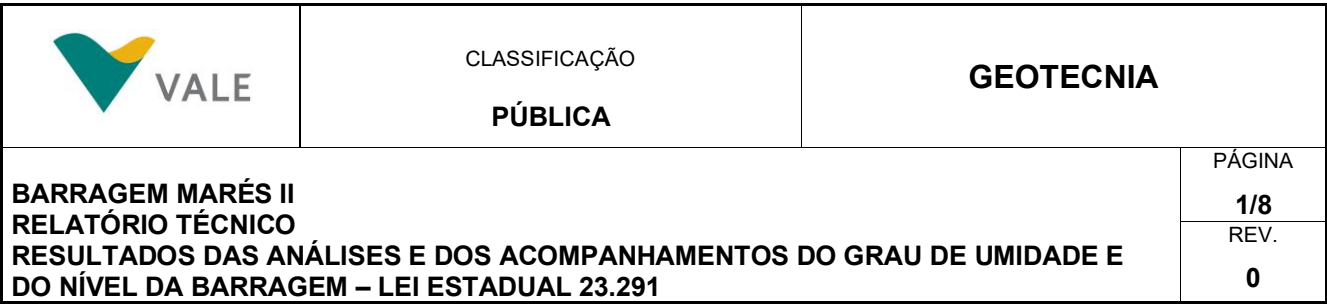 VALE
CLASSIFICAÇÃO
PÚBLICA
GEOTECNIA
BARRAGEM MARÉS II
RELATÓRIO TÉCNICO
RESULTADOS DAS ANÁLISES E DOS ACOMPANHAMENTOS DO GRAU DE UMIDADE E
DO NÍVEL DA BARRAGEM – LEI ESTADUAL 23.291
PÁGINA
1/8
REV.
0